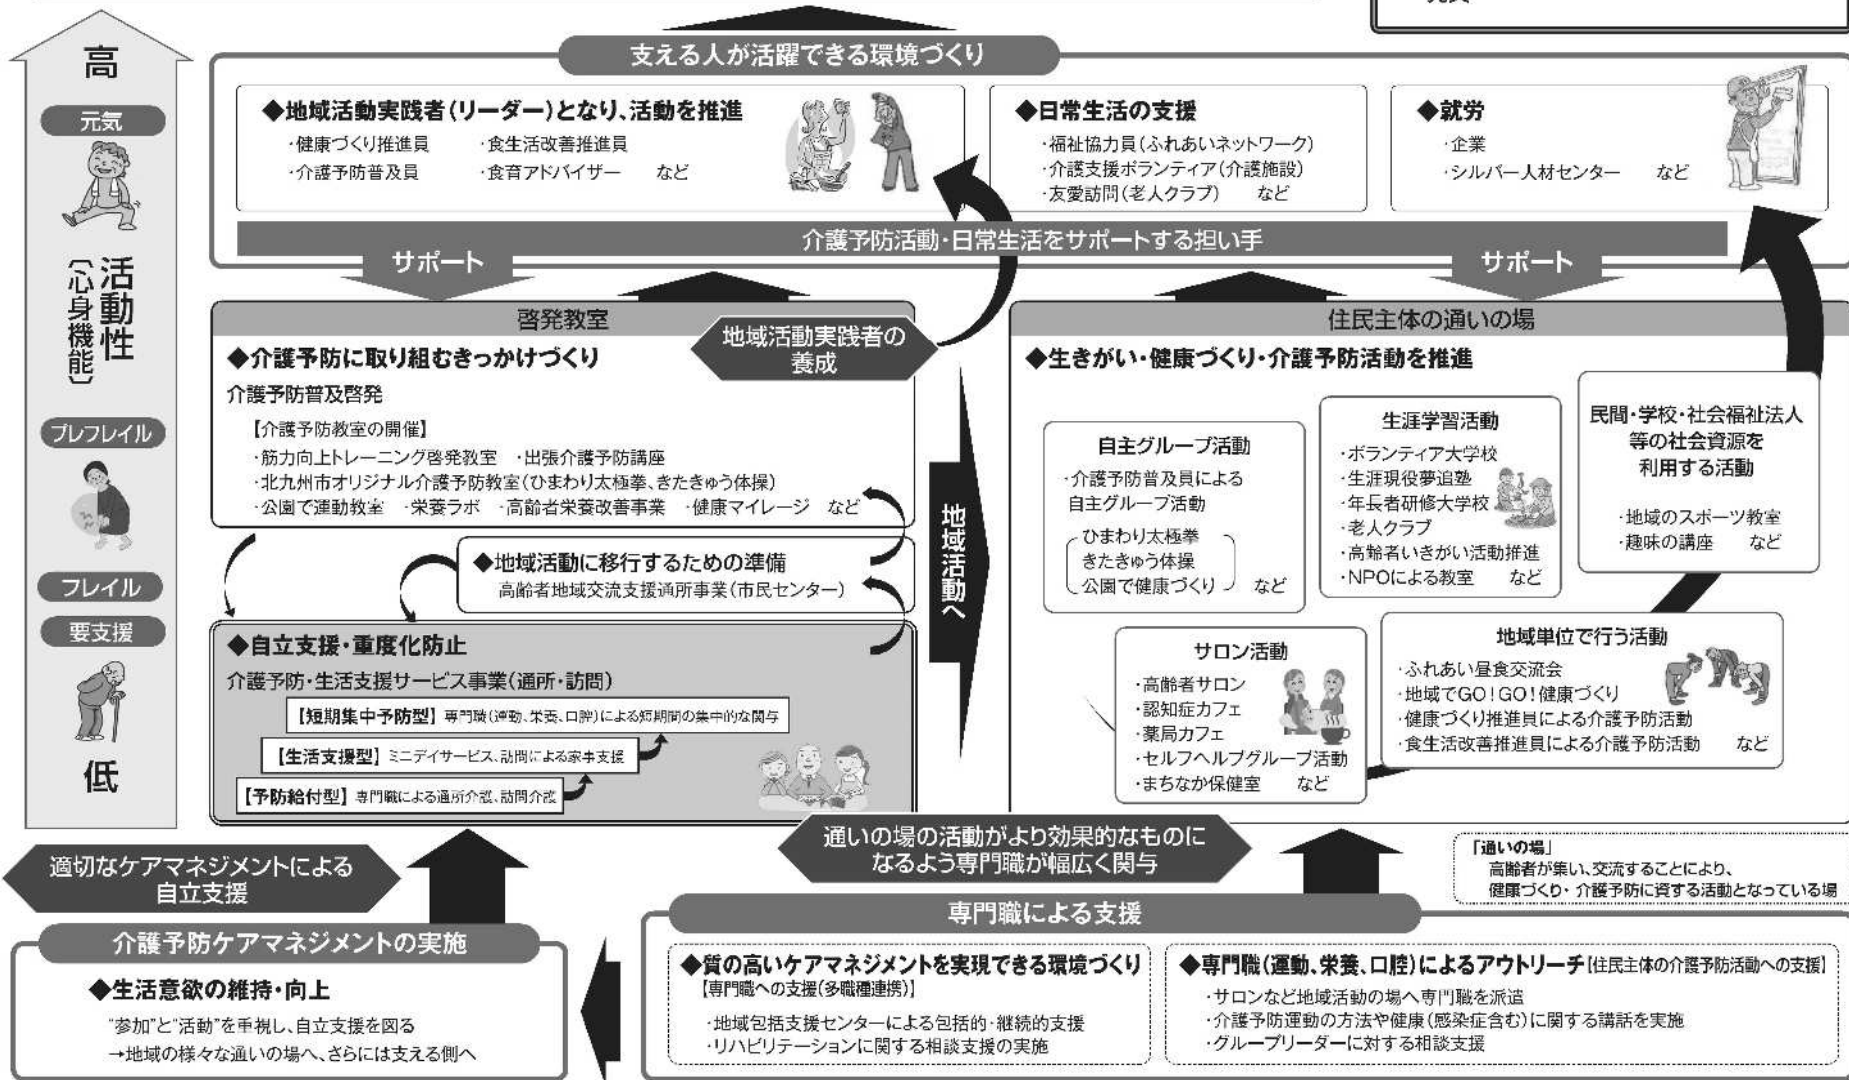 高
元気
活動性
〔心身機能〕
プレフレイル
フレイル
要支援
低
支える人が活躍できる環境づくり
◆地域活動実践者(リーダー)となり、活動を推進
・健康づくり推進員 ・食生活改善推進員
・介護予防普及員 ・食育アドバイザー など
◆日常生活の支援
・福祉協力員(ふれあいネットワーク)
・介護支援ボランティア(介護施設)
・友愛訪問(老人クラブ) など
◆就労
・企業
・シルバー人材センター など
介護予防活動・日常生活をサポートする担い手
サポート
サポート
啓発教室
◆介護予防に取り組むきっかけづくり
介護予防普及啓発
【介護予防教室の開催】
・筋力向上トレーニング啓発教室 ・出張介護予防講座
・北九州市オリジナル介護予防教室(ひまわり太極拳、きたきゅう体操)
・公園で運動教室 ・栄養ラボ ・高齢者栄養改善事業 ・健康マイレージ など
地域活動実践者の
養成
◆地域活動に移行するための準備
高齢者地域交流支援通所事業(市民センター)
◆自立支援・重度化防止
介護予防・生活支援サービス事業(通所・訪問)
【短期集中予防型】 専門職(運動、栄養、口腔)による短期間の集中的な関与
【生活支援型】 ミニデイサービス、訪問による家事支援
【予防給付型】 専門職による通所介護、訪問介護
地域活動へ
住民主体の通いの場
◆生きがい・健康づくり・介護予防活動を推進
自主グループ活動
・介護予防普及員による
自主グループ活動
ひまわり太極拳
きたきゅう体操
公園で健康づくり など
生涯学習活動
・ボランティア大学校
・生涯現役夢追塾
・年長者研修大学校
・老人クラブ
・高齢者いきがい活動推進
・NPOによる教室 など
民間・学校・社会福祉法人
等の社会資源を
利用する活動
・地域のスポーツ教室
・趣味の講座 など
サロン活動
・高齢者サロン
・認知症カフェ
・薬局カフェ
・セルフヘルプグループ活動
・まちなか保健室 など
地域単位で行う活動
・ふれあい昼食交流会
・地域でGO!GO!健康づくり
・健康づくり推進員による介護予防活動
・食生活改善推進員による介護予防活動 など
適切なケアマネジメントによる
自立支援
通いの場の活動がより効果的なものに
なるよう専門職が幅広く関与
「通いの場」
高齢者が集い、交流することにより、
健康づくり・介護予防に資する活動となっている場
介護予防ケアマネジメントの実施
◆生活意欲の維持・向上
“参加”と“活動”を重視し、自立支援を図る
→地域の様々な通いの場へ、さらには支える側へ
専門職による支援
◆質の高いケアマネジメントを実現できる環境づくり
【専門職への支援(多職種連携)】
・地域包括支援センターによる包括的・継続的支援
・リハビリテーションに関する相談支援の実施
◆専門職(運動、栄養、口腔)によるアウトリーチ【住民主体の介護予防活動への支援】
・サロンなど地域活動の場へ専門職を派遣
・介護予防運動の方法や健康(感染症含む)に関する講話を実施
・グループリーダーに対する相談支援